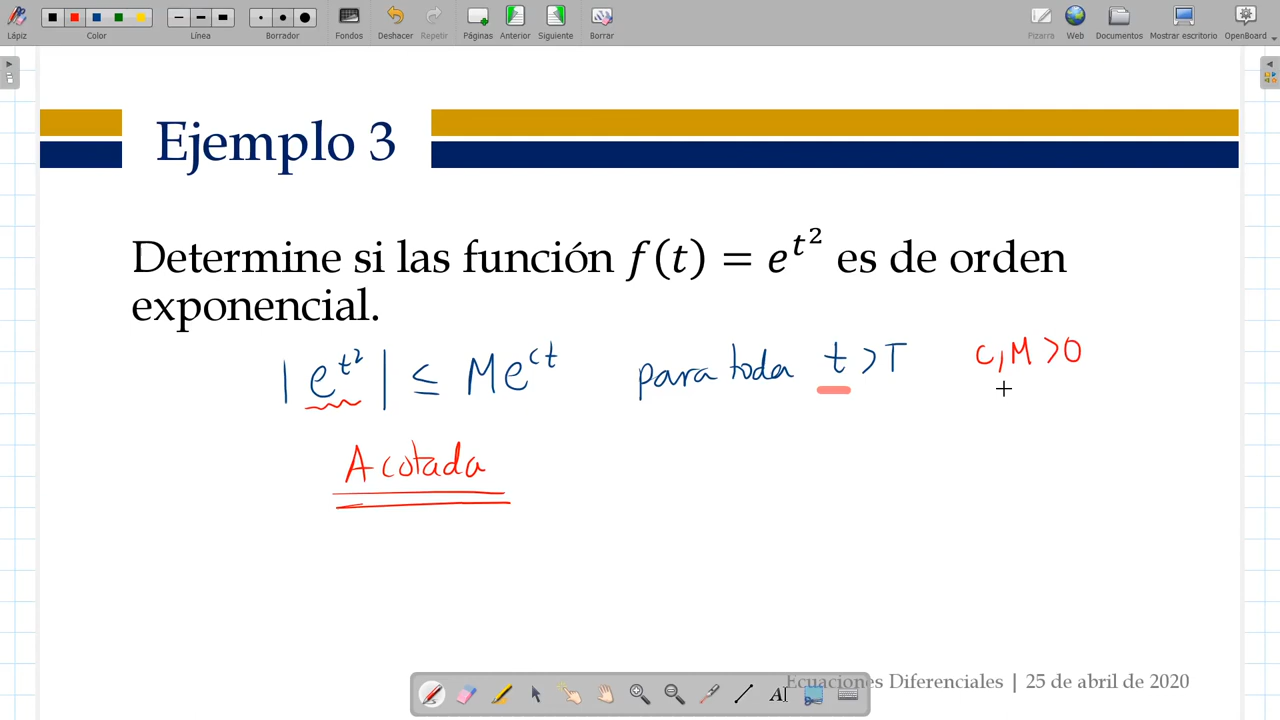 Lápiz Color Línea Borrador Fondos Deshacer Repetir Páginas Anterior Siguiente Borrar Pizarra Web Documentos Mostrar escritorio OpenBoard
Ejemplo 3
Determine si las función f(t) = e^{t^2} es de orden
exponencial.
|e^{t^2}| ≤ Me^{ct} para toda t > T c, M > 0
Acotada
Ecuaciones Diferenciales | 25 de abril de 2020